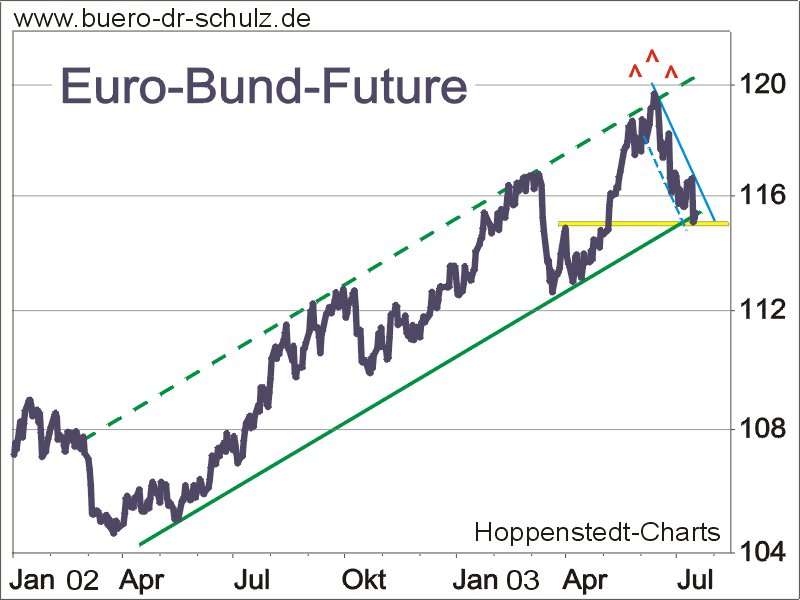 www.buero-dr-schulz.de
Euro-Bund-Future
^ ^ ^
120
116
112
108
104
Hoppenstedt-Charts
Jan 02 Apr Jul Okt Jan 03 Apr Jul